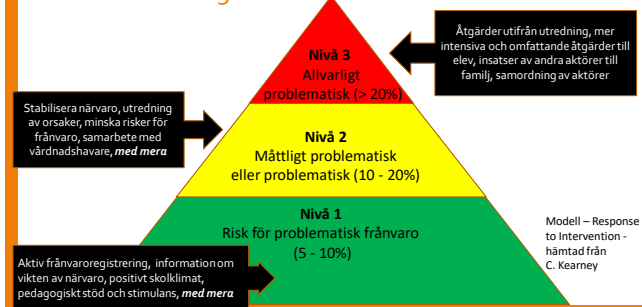 Åtgärder utifrån utredning, mer
intensiva och omfattande åtgärder till
elev, insatser av andra aktörer till
familj, samordning av aktörer
Nivå 3
Allvarligt
problematisk (> 20%)
Stabilisera närvaro, utredning
av orsaker, minska risker för
frånvaro, samarbete med
vårdnadshavare, med mera
Nivå 2
Måttligt problematisk
eller problematisk (10 - 20%)
Nivå 1
Risk för problematisk frånvaro
(5 - 10%)
Modell – Response
to Intervention -
hämtad från
C. Kearney
Aktiv frånvaroregistrering, information om
vikten av närvaro, positivt skolklimat,
pedagogiskt stöd och stimulans, med mera